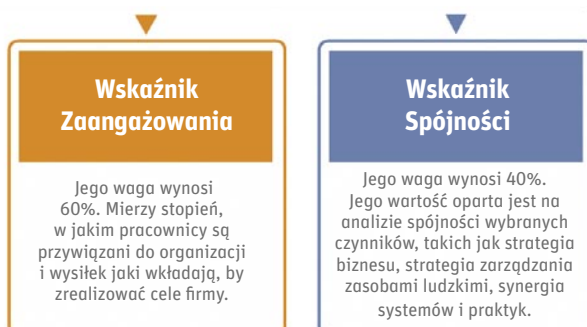 Wskaźnik
Zaangażowania
Jego waga wynosi
60%. Mierzy stopień,
w jakim pracownicy są
przywiązani do organizacji
i wysiłek jaki wkładają, by
zrealizować cele firmy.
Wskaźnik
Spójności
Jego waga wynosi 40%.
Jego wartość oparta jest na
analizie spójności wybranych
czynników, takich jak strategia
biznesu, strategia zarządzania
zasobami ludzkimi, synergia
systemów i praktyk.